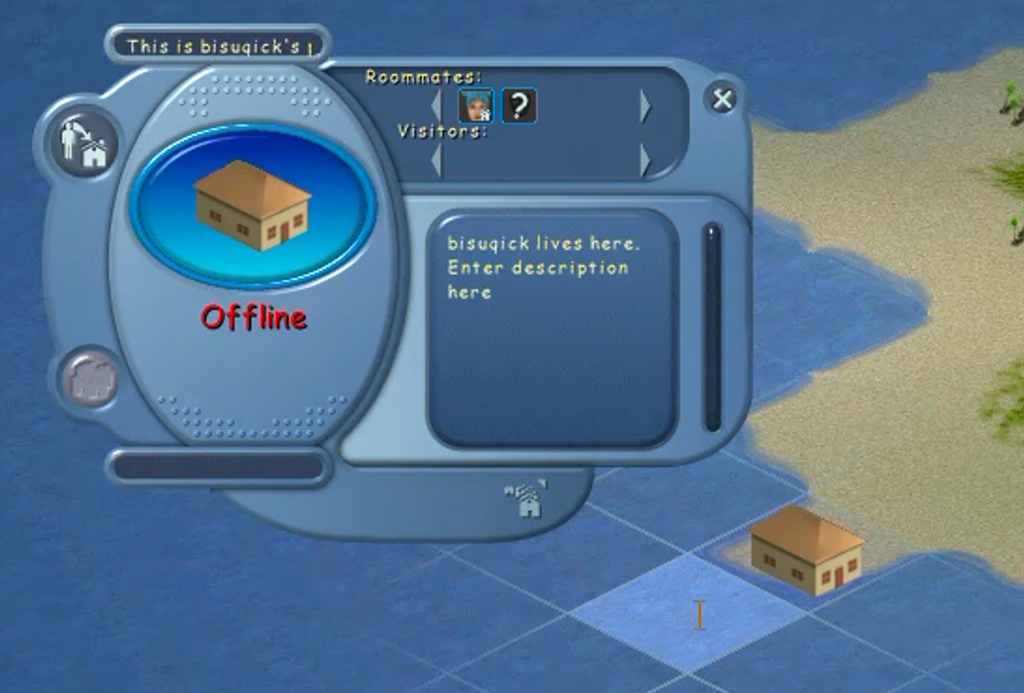 This is bisuqick's
Roommates:
?
Visitors:
bisuqick lives here.
Enter description
here
Offline